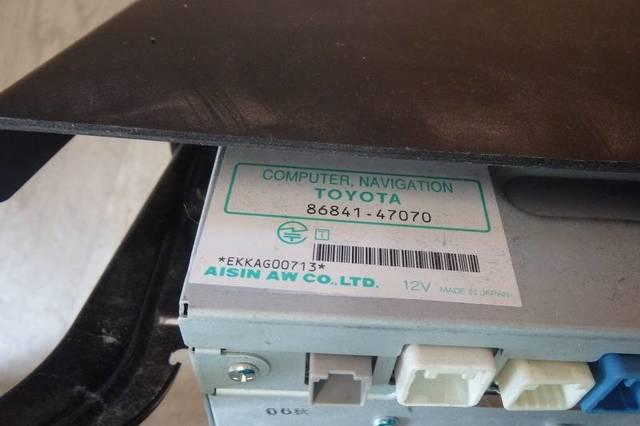 COMPUTER, NAVIGATION
TOYOTA
86841-47070
*EKKAG00713*
AISIN AW CO., LTD.
12V
MADE IN JAPAN